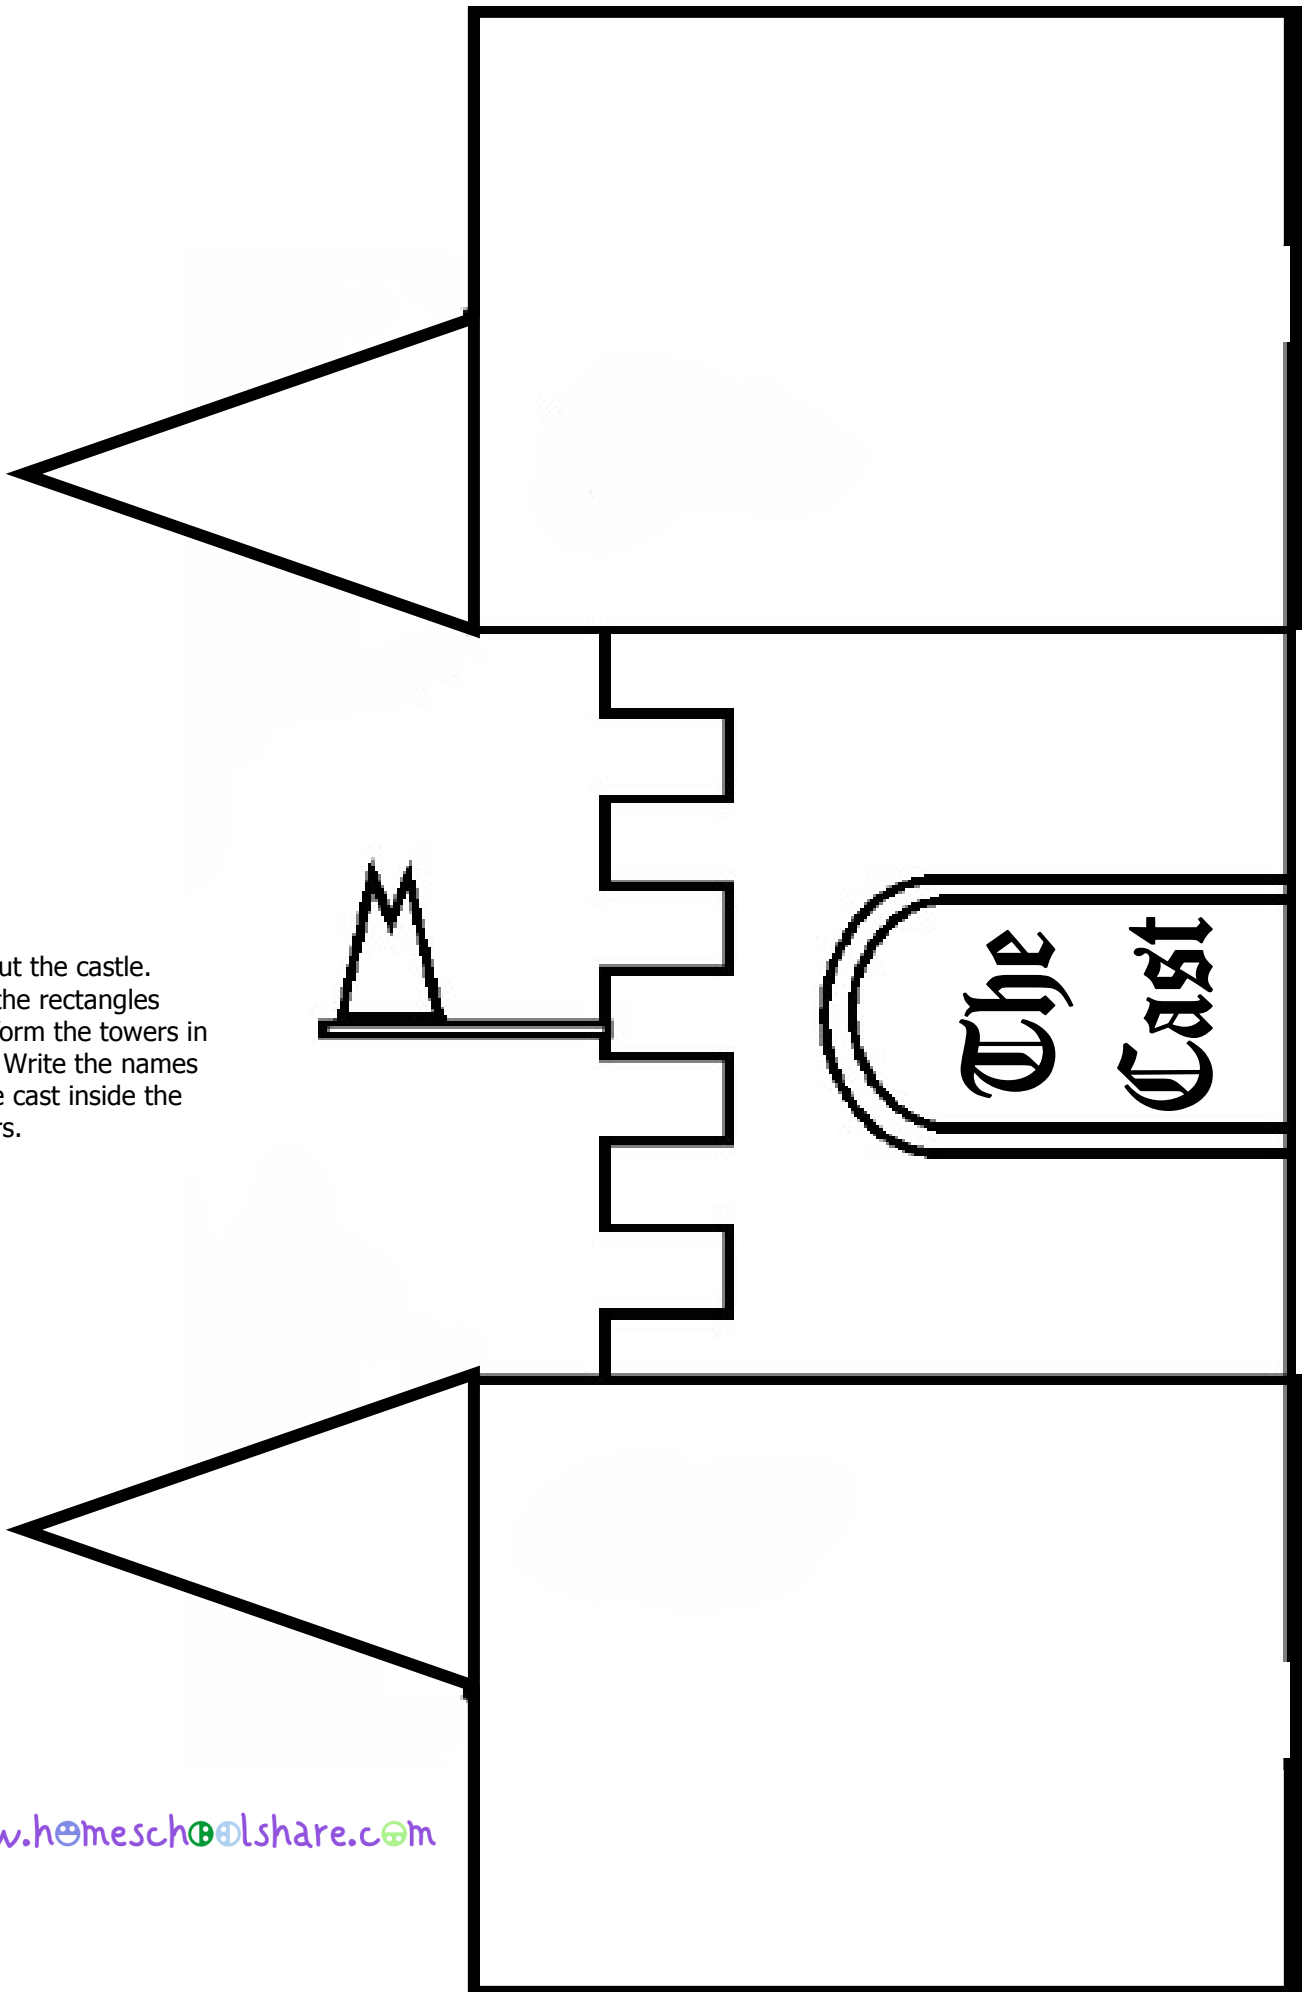 ut the castle.
the rectangles
form the towers in
Write the names
cast inside the
rs.
The
Cast
w.homeschoolshare.com